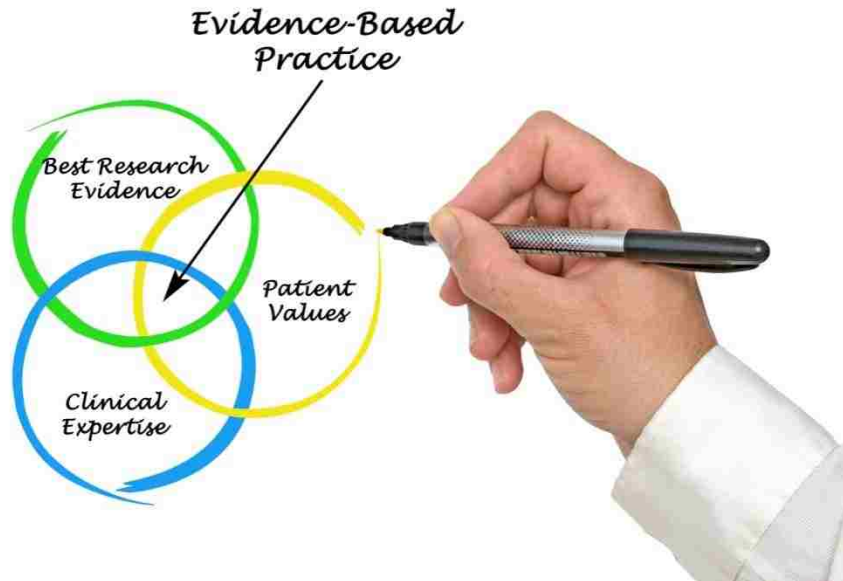 Evidence-Based
Practice
Best Research
Evidence
Patient
Values
Clinical
Expertise